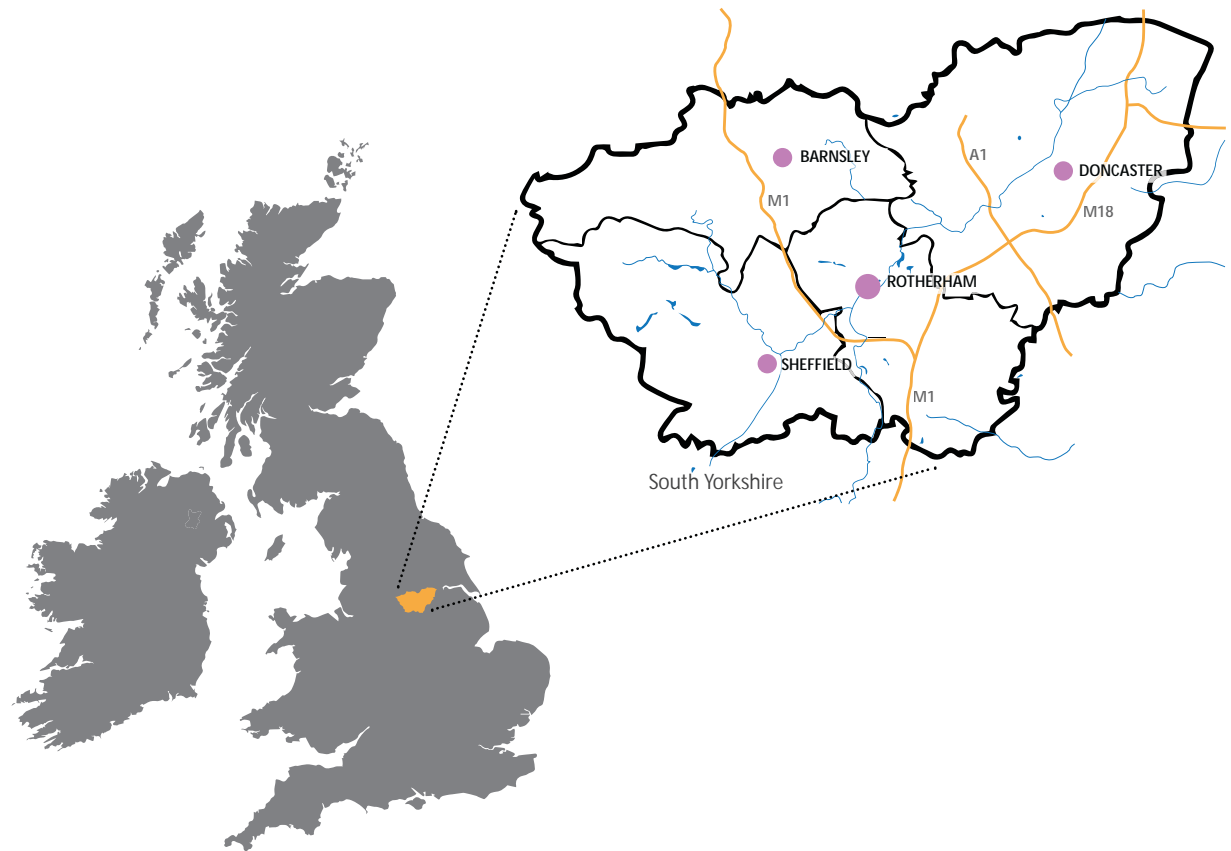 BARNSLEY
A1
DONCASTER
M1
M18
ROTHERHAM
SHEFFIELD
M1
South Yorkshire